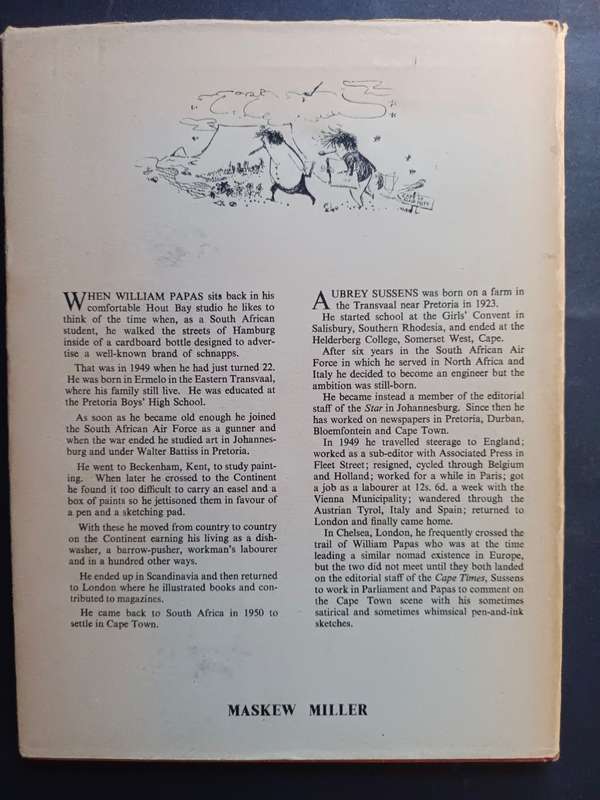 WHEN WILLIAM PAPAS sits back in his
comfortable Hout Bay studio he likes to
think of the time when, as a South African
student, he walked the streets of Hamburg
inside of a cardboard bottle designed to adver-
tise a well-known brand of schnapps.
That was in 1949 when he had just turned 22.
He was born in Ermelo in the Eastern Transvaal,
where his family still live. He was educated at
the Pretoria Boys' High School.
As soon as he became old enough he joined
the South African Air Force as a gunner and
when the war ended he studied art in Johannes-
burg and under Walter Battiss in Pretoria.
He went to Beckenham, Kent, to study paint-
ing. When later he crossed to the Continent
he found it too difficult to carry an easel and a
box of paints so he jettisoned them in favour of
a pen and a sketching pad.
With these he moved from country to country
on the Continent earning his living as a dish-
washer, a barrow-pusher, workman's labourer
and in a hundred other ways.
He ended up in Scandinavia and then returned
to London where he illustrated books and con-
tributed to magazines.
He came back to South Africa in 1950 to
settle in Cape Town.
AUBREY SUSSENS was born on a farm in
the Transvaal near Pretoria in 1923.
He started school at the Girls' Convent in
Salisbury, Southern Rhodesia, and ended at the
Helderberg College, Somerset West, Cape.
After six years in the South African Air
Force in which he served in North Africa and
Italy he decided to become an engineer but the
ambition was still-born.
He became instead a member of the editorial
staff of the Star in Johannesburg. Since then he
has worked on newspapers in Pretoria, Durban,
Bloemfontein and Cape Town.
In 1949 he travelled steerage to England;
worked as a sub-editor with Associated Press in
Fleet Street; resigned, cycled through Belgium
and Holland; worked for a while in Paris; got
a job as a labourer at 12s. 6d. a week with the
Vienna Municipality; wandered through the
Austrian Tyrol, Italy and Spain; returned to
London and finally came home.
In Chelsea, London, he frequently crossed the
trail of William Papas who was at the time
leading a similar nomad existence in Europe,
but the two did not meet until they both landed
on the editorial staff of the Cape Times, Sussens
to work in Parliament and Papas to comment on
the Cape Town scene with his sometimes
satirical and sometimes whimsical pen-and-ink
sketches.
MASKEW MILLER